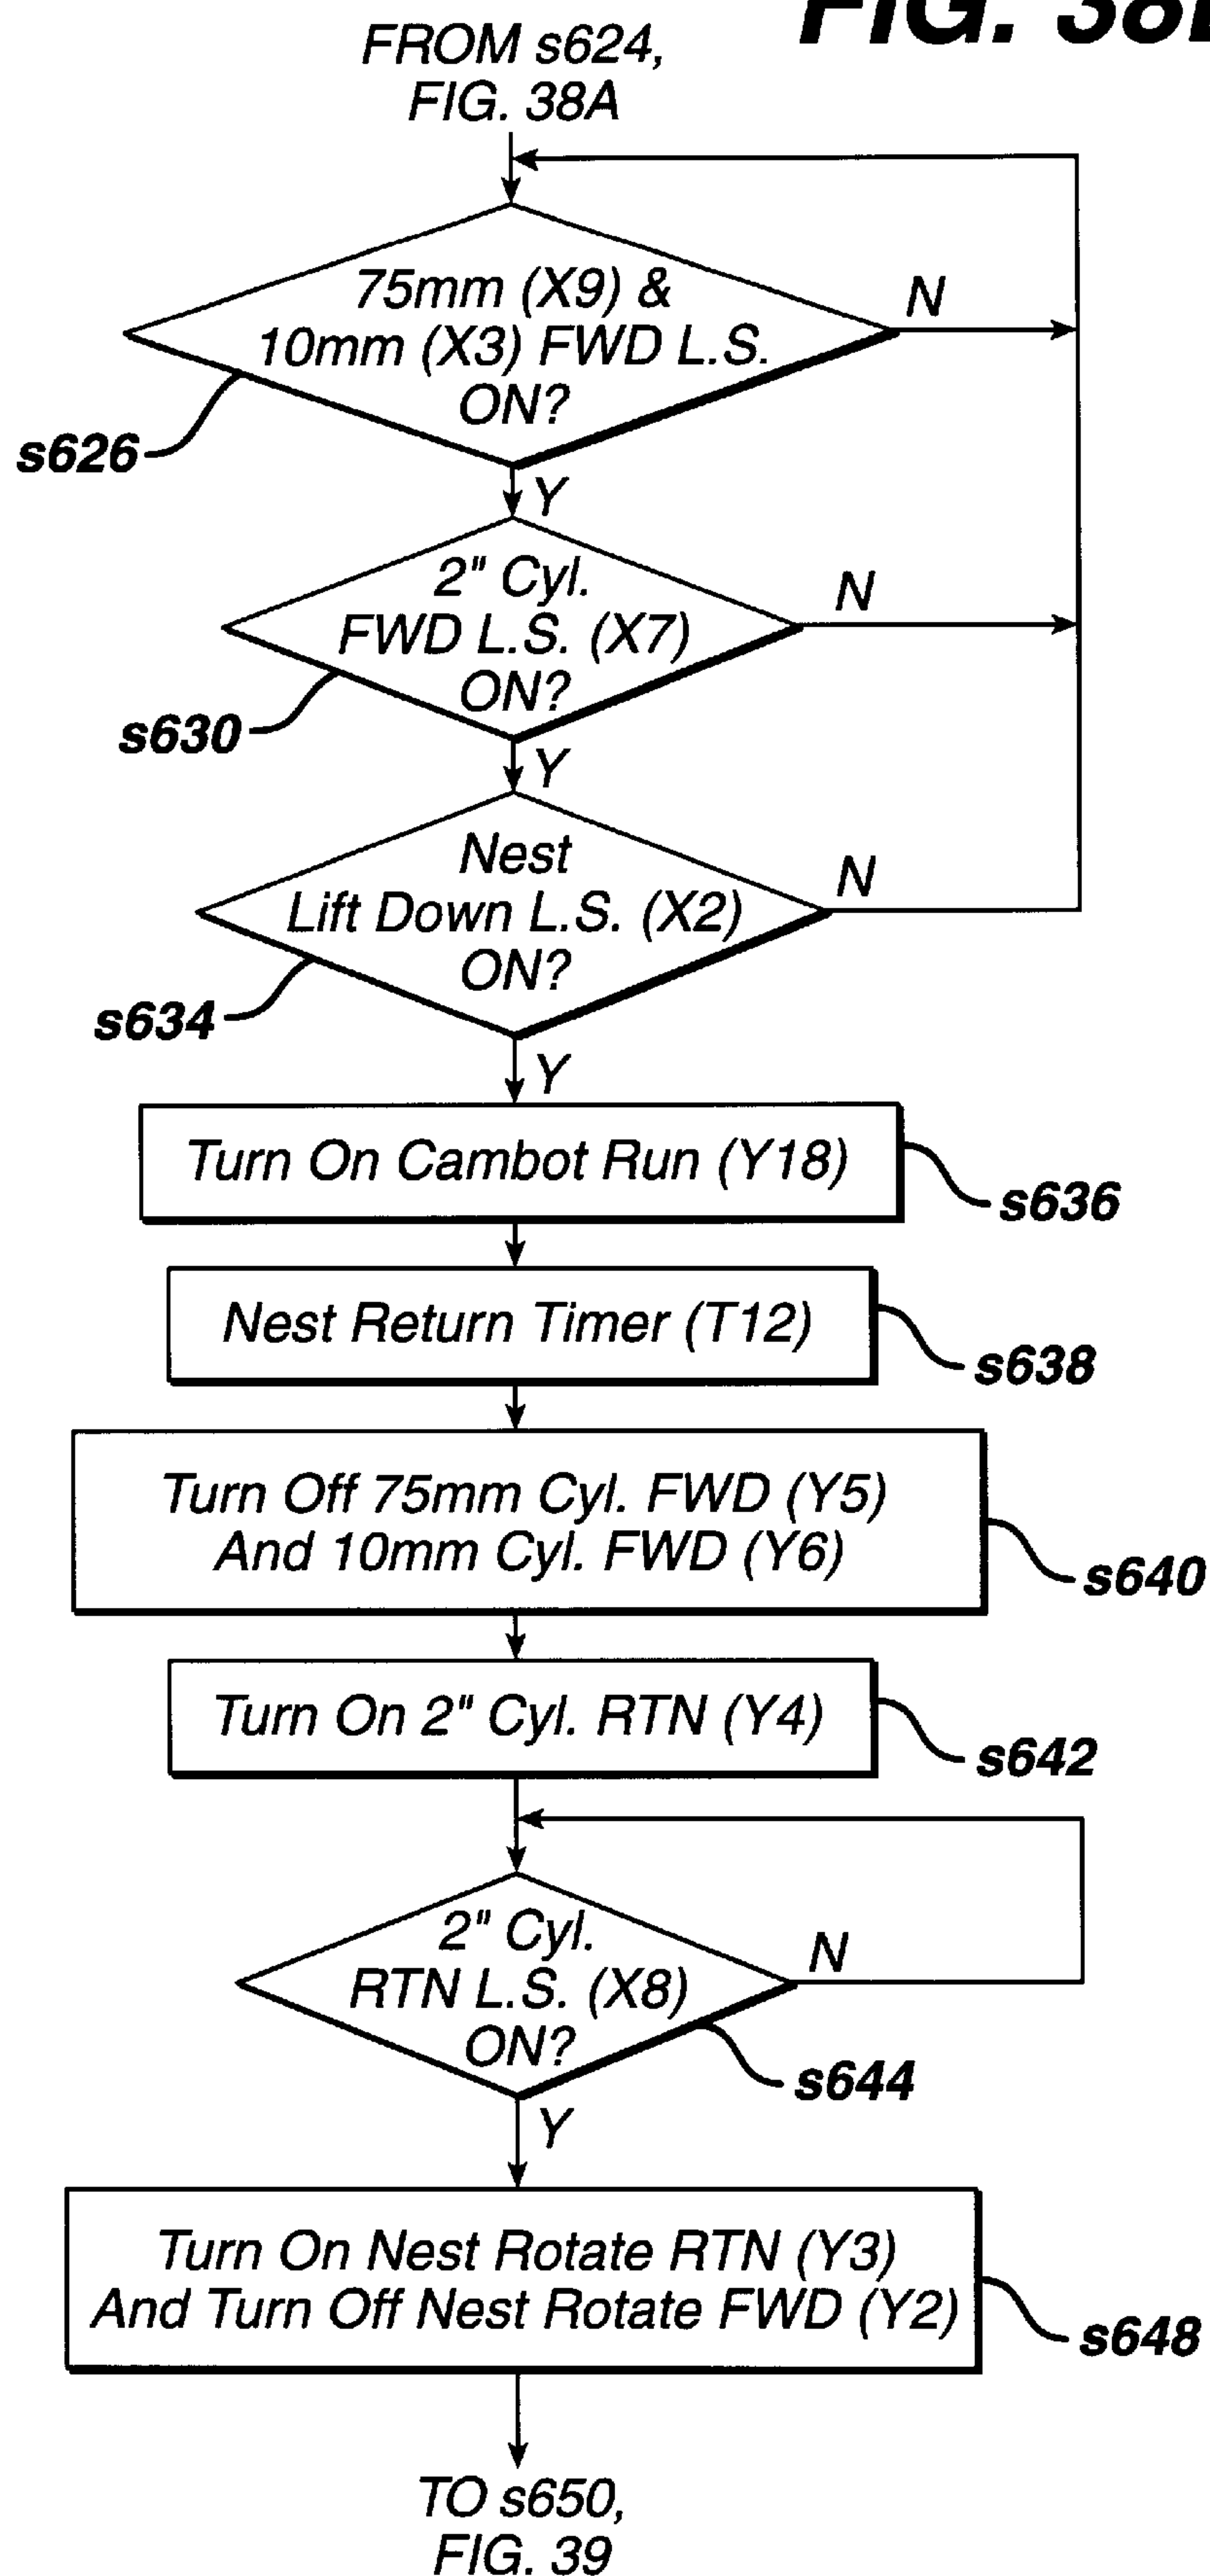 FIG. 38
FROM s624,
FIG. 38A
75mm (X9) &
10mm (X3) FWD L.S.
ON?
N
s626
Y
2" Cyl.
FWD L.S. (X7)
ON?
N
s630
Y
Nest
Lift Down L.S. (X2)
ON?
N
s634
Y
Turn On Cambot Run (Y18)
s636
Nest Return Timer (T12)
s638
Turn Off 75mm Cyl. FWD (Y5)
And 10mm Cyl. FWD (Y6)
s640
Turn On 2" Cyl. RTN (Y4)
s642
2" Cyl.
RTN L.S. (X8)
ON?
N
s644
Y
Turn On Nest Rotate RTN (Y3)
And Turn Off Nest Rotate FWD (Y2)
s648
TO s650,
FIG. 39